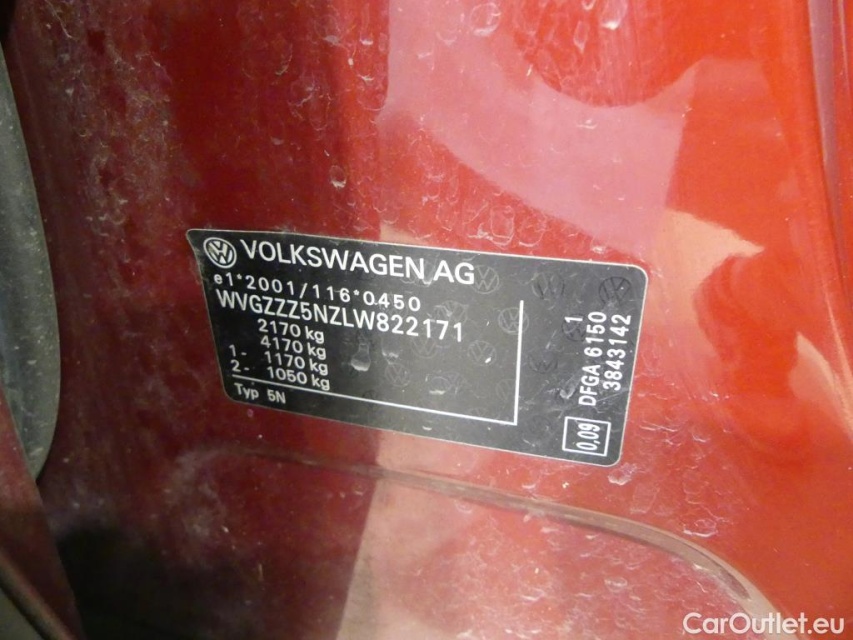 VOLKSWAGEN AG
e1*2001/116*0450
WVGZZZ5NZLW822171
2170 kg
4170 kg
1- 1170 kg
2- 1050 kg
Typ 5N
1
DFGA 6150
3843142
0,09
CarOutlet.eu